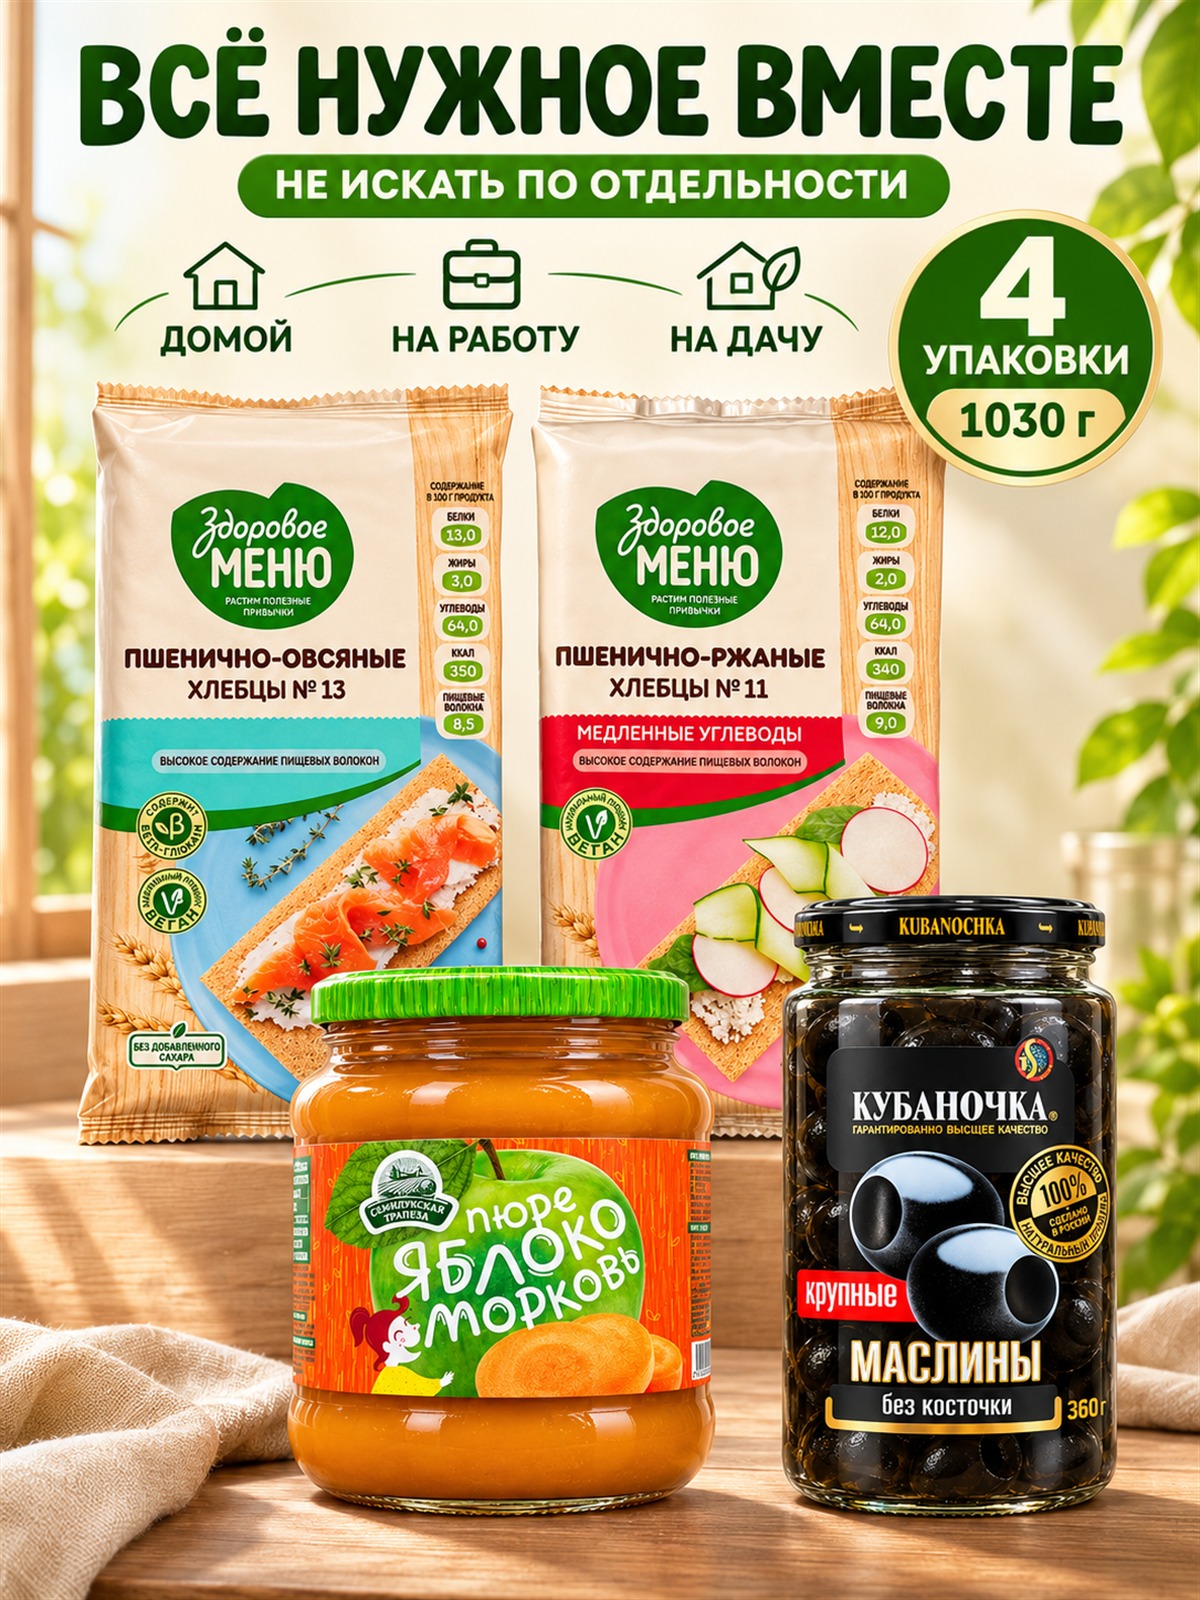 ВСЁ НУЖНОЕ ВМЕСТЕ
НЕ ИСКАТЬ ПО ОТДЕЛЬНОСТИ
ДОМОЙ
НА РАБОТУ
НА ДАЧУ
4
УПАКОВКИ
1030 г
Здоровое
МЕНЮ
РАСТИМ ПОЛЕЗНЫЕ
ПРИВЫЧКИ
ПШЕНИЧНО-ОВСЯНЫЕ
ХЛЕБЦЫ № 13
ВЫСОКОЕ СОДЕРЖАНИЕ ПИЩЕВЫХ ВОЛОКОН
СОДЕРЖАНИЕ
В 100 Г ПРОДУКТА
БЕЛКИ
13,0
ЖИРЫ
3,0
УГЛЕВОДЫ
64,0
ККАЛ
350
ПИЩЕВЫЕ
ВОЛОКНА
8,5
СОДЕРЖИТ
β
V
ВЕГАН
БЕЗ ДОБАВЛЕННОГО
САХАРА
Здоровое
МЕНЮ
РАСТИМ ПОЛЕЗНЫЕ
ПРИВЫЧКИ
ПШЕНИЧНО-РЖАНЫЕ
ХЛЕБЦЫ № 11
МЕДЛЕННЫЕ УГЛЕВОДЫ
ВЫСОКОЕ СОДЕРЖАНИЕ ПИЩЕВЫХ ВОЛОКОН
СОДЕРЖАНИЕ
В 100 Г ПРОДУКТА
БЕЛКИ
12,0
ЖИРЫ
2,0
УГЛЕВОДЫ
64,0
ККАЛ
340
ПИЩЕВЫЕ
ВОЛОКНА
9,0
V
ВЕГАН
СЕМИЛУКСКАЯ
ТРАПЕЗА
ПЮРЕ
ЯБЛОКО
МОРКОВЬ
KUBANOCHKA
КУБАНОЧКА®
ГАРАНТИРОВАННО ВЫСШЕЕ КАЧЕСТВО
ВЫСШЕЕ КАЧЕСТВО
100%
СДЕЛАНО
В РОССИИ
крупные
МАСЛИНЫ
без косточки
360 г